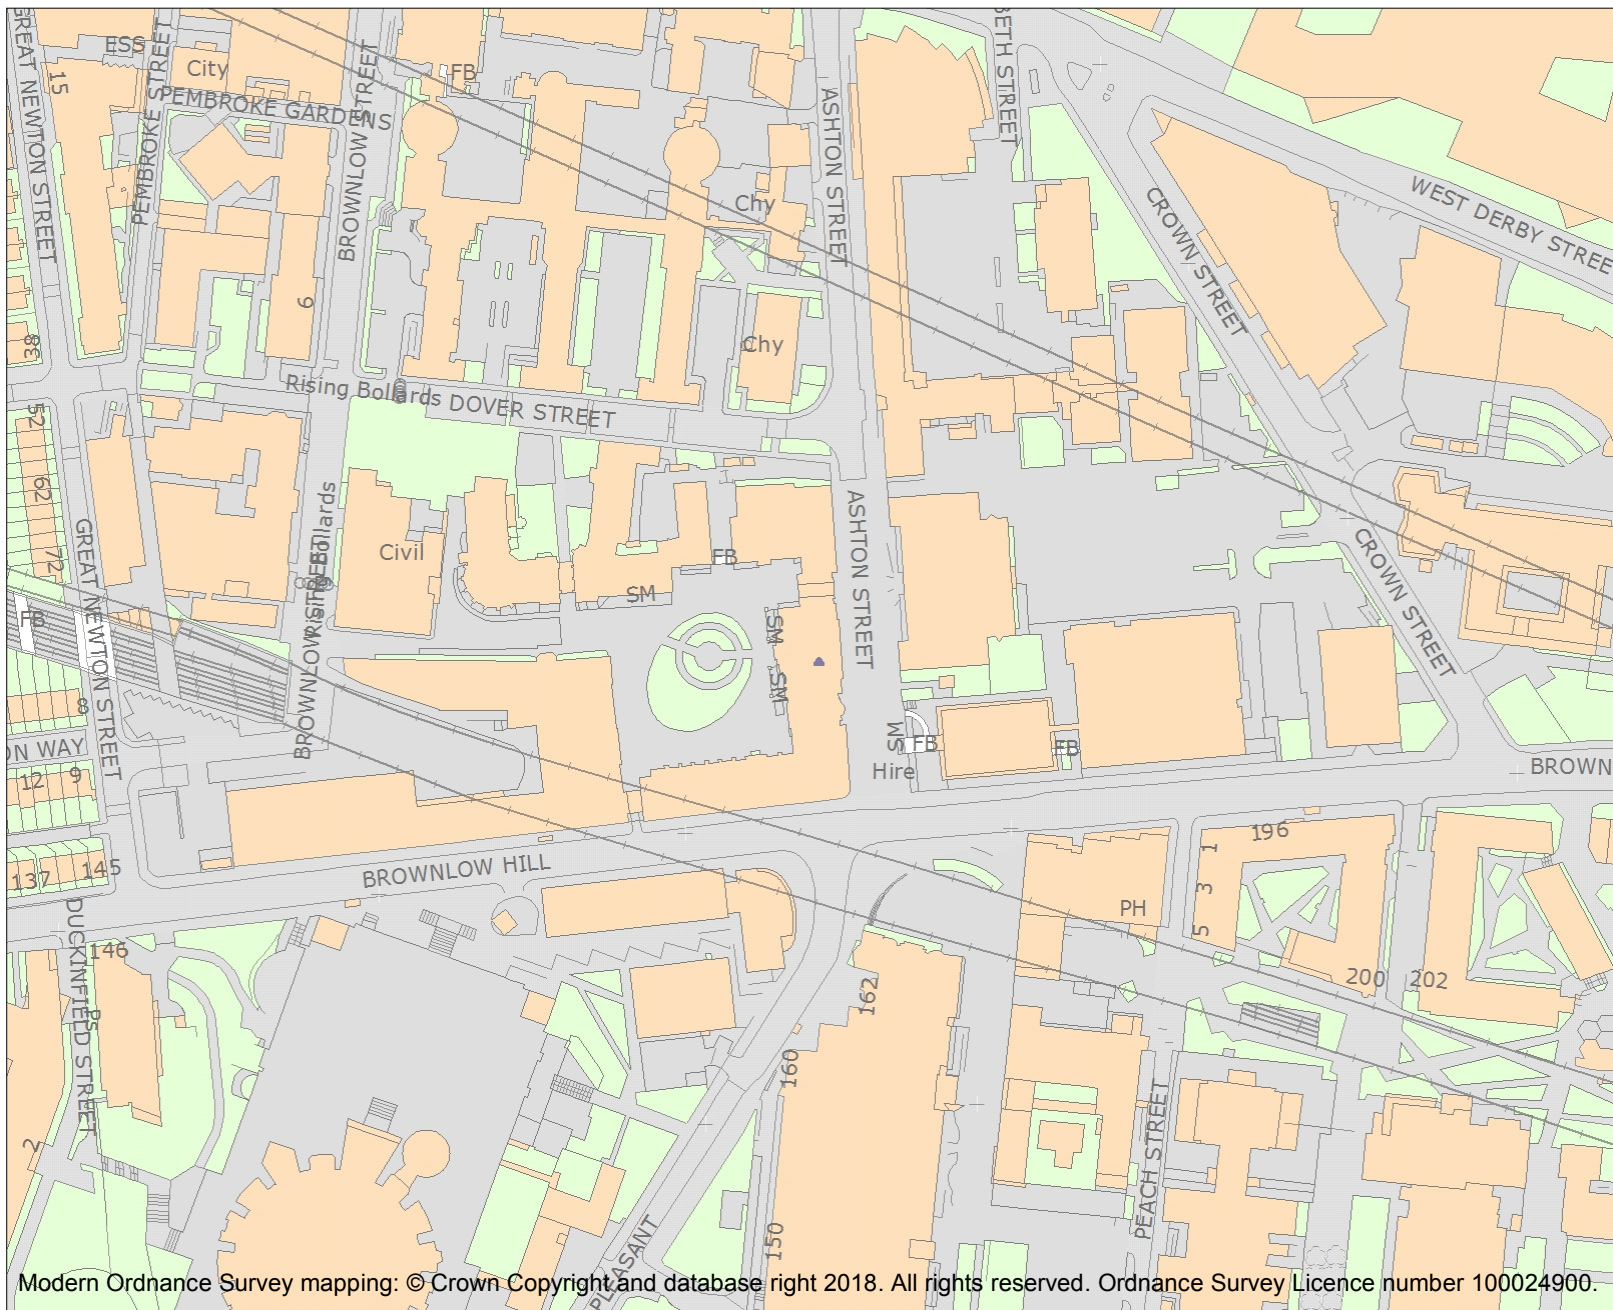 GREAT NEWTON STREET
15
ESS
PEMBROKE STREET
City
PEMBROKE GARDENS
BROWNLOW STREET
FB
ASHTON STREET
BETH STREET
CROWN STREET
WEST DERBY STREE
Chy
6
38
Chy
Rising Bollards
DOVER STREET
52
62
72
GREAT NEWTON STREET
Rising Bollards
BROWNLOW STREET
Civil
SM
FB
ASHTON STREET
CROWN STREET
FB
SM
SM
8
ON WAY
12
9
SM
FB
Hire
FB
BROWN
137
145
BROWNLOW HILL
196
1
3
5
PH
DUCKINFIELD STREET
146
Ps
162
200
202
160
2
PEACH STREET
150
PLEASANT
Modern Ordnance Survey mapping: © Crown Copyright and database right 2018. All rights reserved. Ordnance Survey Licence number 100024900.